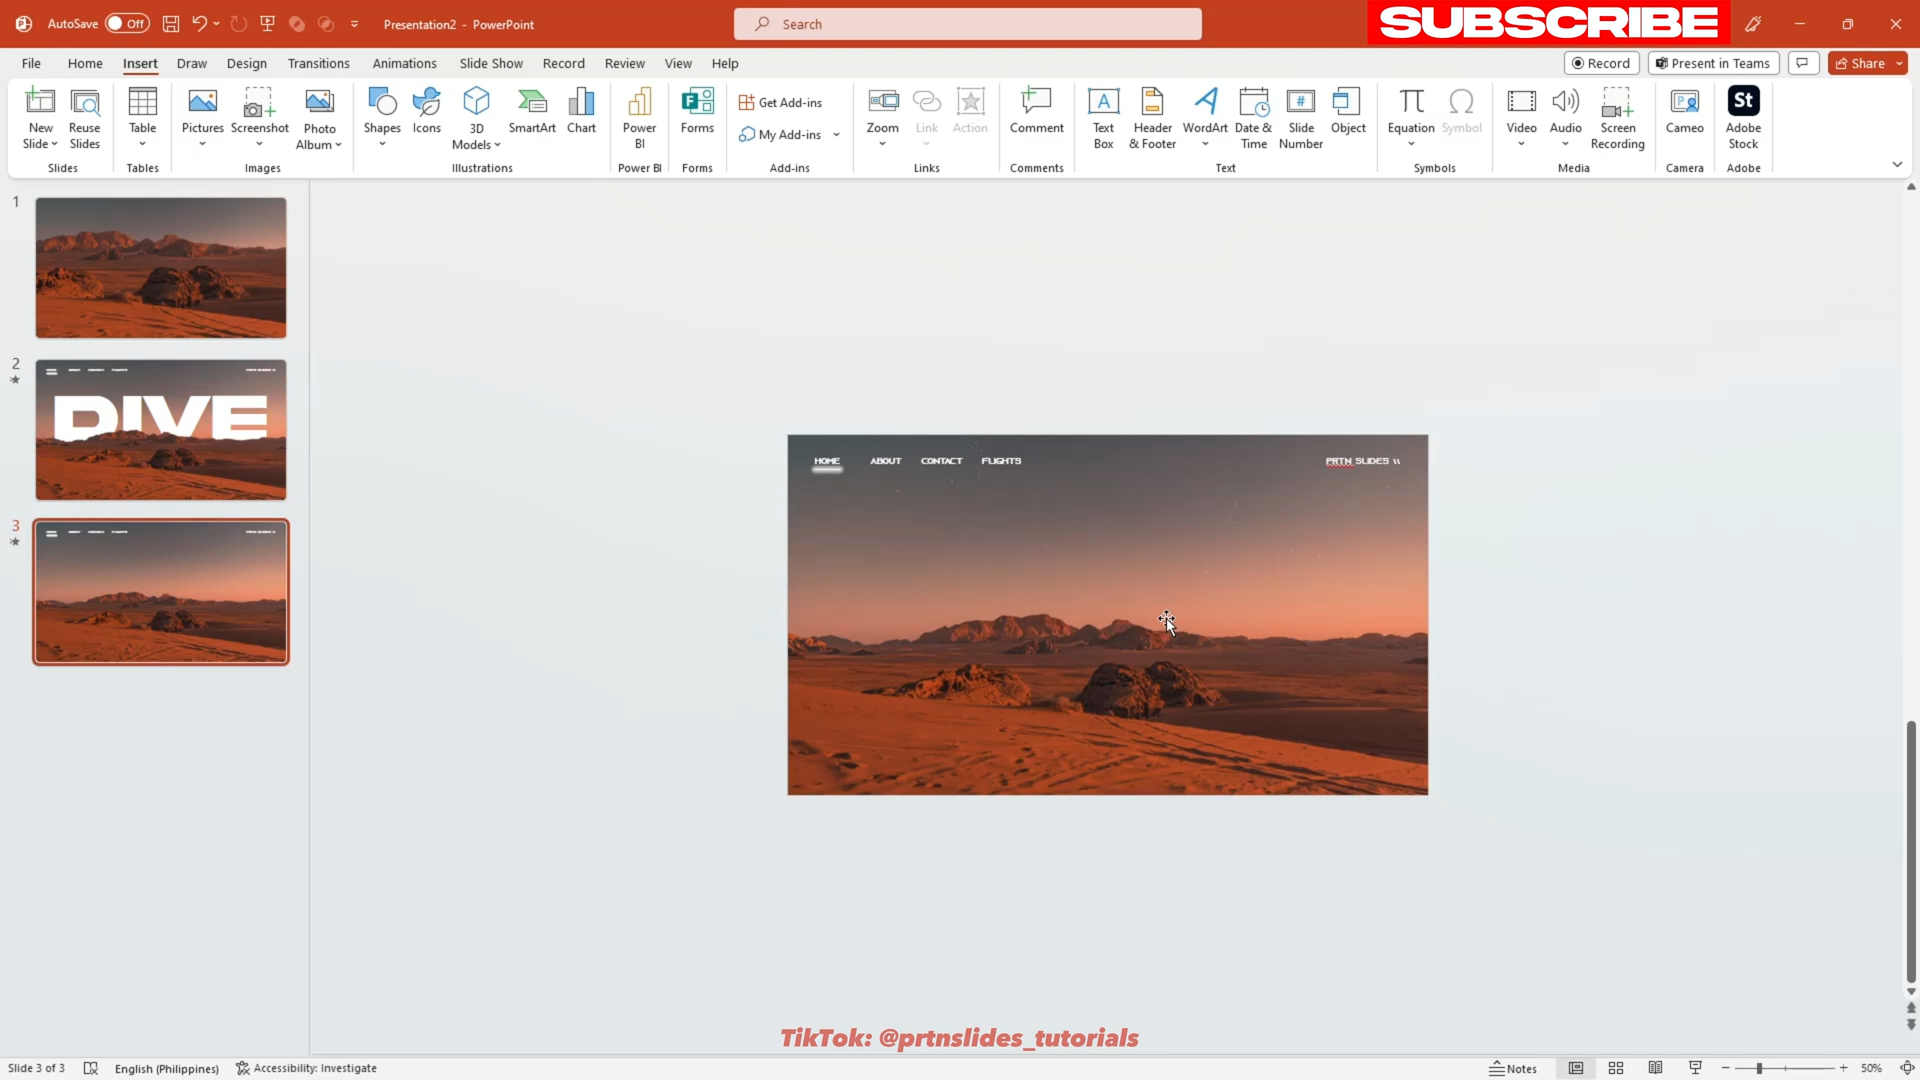 AutoSave Off
Presentation2 - PowerPoint
Search
SUBSCRIBE
File Home Insert Draw Design Transitions Animations Slide Show Record Review View Help
Record Present in Teams Share
New Slide
Reuse Slides
Table
Pictures
Screenshot
Photo Album
Shapes
Icons
3D Models
SmartArt
Chart
Power BI
Forms
Get Add-ins
My Add-ins
Zoom
Link
Action
Comment
Text Box
Header & Footer
WordArt
Date & Time
Slide Number
Object
Equation
Symbol
Video
Audio
Screen Recording
Cameo
St
Adobe Stock
Slides Tables Images Illustrations Power BI Forms Add-ins Links Comments Text Symbols Media Camera Adobe
1
2
DIVE
3
HOME ABOUT CONTACT FLIGHTS PRTN SLIDES \\
TikTok: @prtnslides_tutorials
Slide 3 of 3 English (Philippines) Accessibility: Investigate Notes 50%